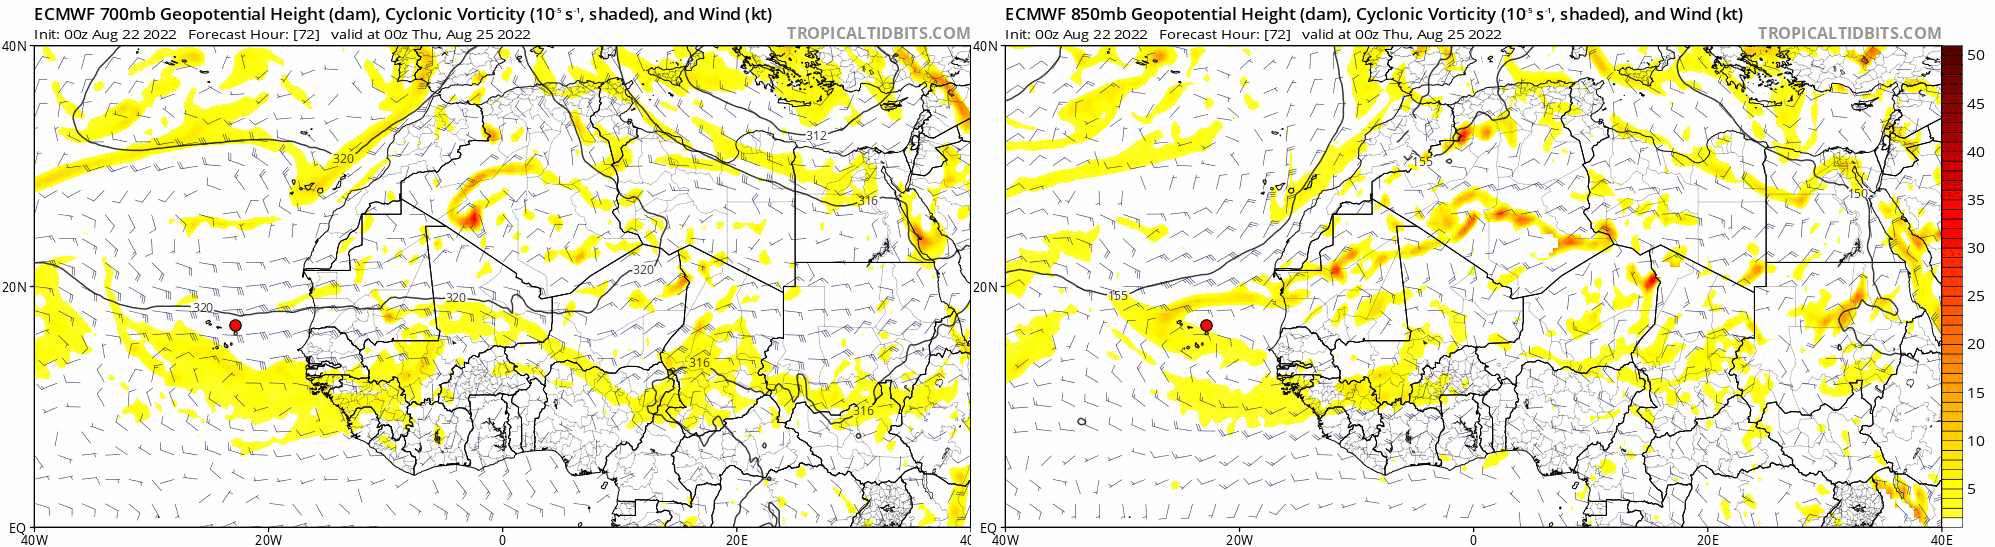 ECMWF 700mb Geopotential Height (dam), Cyclonic Vorticity (10⁻⁵ s⁻¹, shaded), and Wind (kt)
Init: 00z Aug 22 2022 Forecast Hour: [72] valid at 00z Thu, Aug 25 2022
TROPICALTIDBITS.COM
40N
20N
EQ
40W
20W
0
20E
40
320
312
316
320
320
320
316
316
ECMWF 850mb Geopotential Height (dam), Cyclonic Vorticity (10⁻⁵ s⁻¹, shaded), and Wind (kt)
Init: 00z Aug 22 2022 Forecast Hour: [72] valid at 00z Thu, Aug 25 2022
TROPICALTIDBITS.COM
40N
20N
EQ
40W
20W
0
20E
40E
155
150
155
50
45
40
35
30
25
20
15
10
5